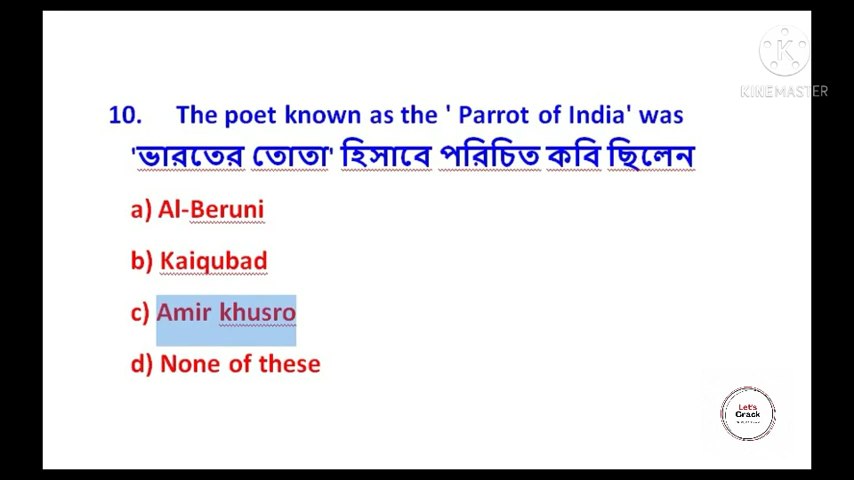 KINEMASTER
10. The poet known as the ' Parrot of India' was
'ভারতের তোতা' হিসাবে পরিচিত কবি ছিলেন
a) Al-Beruni
b) Kaiqubad
c) Amir khusro
d) None of these
Let's
Crack